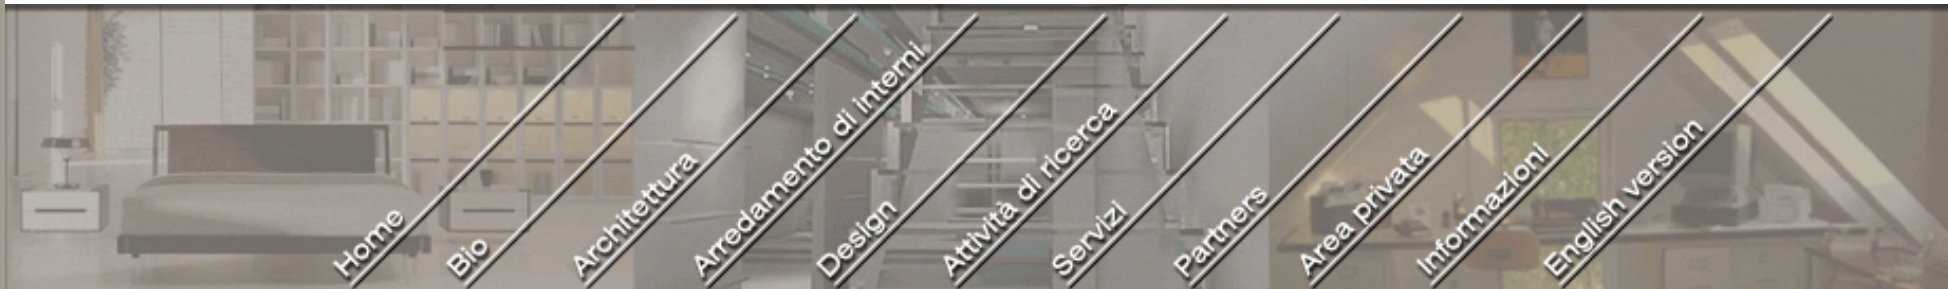 Home
Bio
Architettura
Arredamento di interni
Design
Attività di ricerca
Servizi
Partners
Area privata
Informazioni
English version